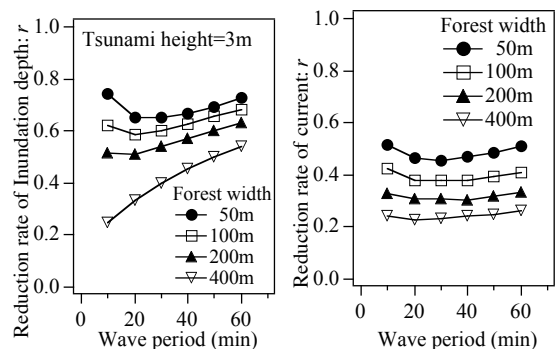 Reduction rate of Inundation depth: r
1.0
0.8
0.6
0.4
0.2
0.0
Tsunami height=3m
Forest width
50m
100m
200m
400m
0 20 40 60
Wave period (min)
Reduction rate of current: r
1.0
0.8
0.6
0.4
0.2
0.0
Forest width
50m
100m
200m
400m
0 20 40 60
Wave period (min)